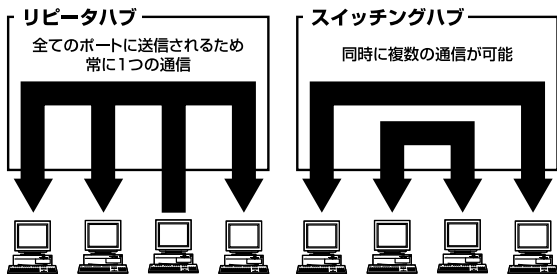 リピータハブ
全てのポートに送信されるため
常に1つの通信
スイッチングハブ
同時に複数の通信が可能